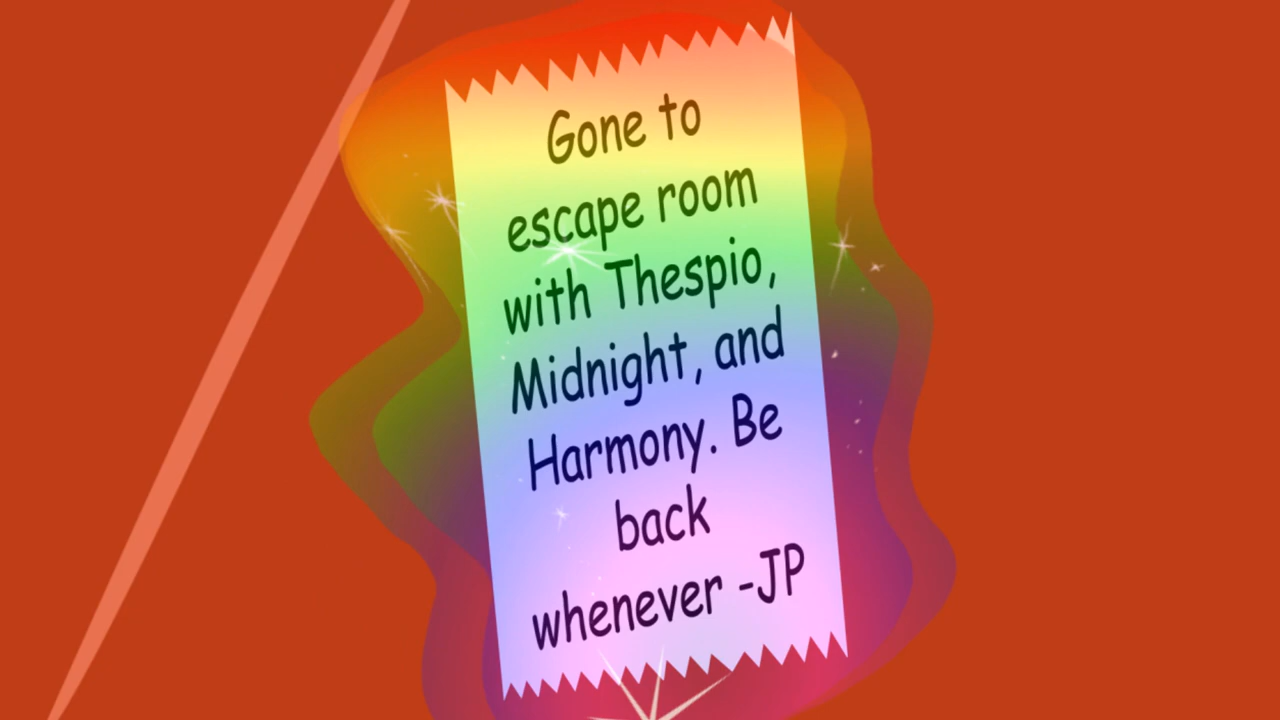 Gone to
escape room
with Thespio,
Midnight, and
Harmony. Be
back
whenever -JP